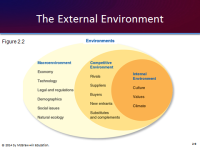 The External Environment
Figure 2.2
Environments
Macroenvironment
Economy
Technology
Legal and regulations
Demographics
Social issues
Natural ecology
Competitive
Environment
Rivals
Suppliers
Buyers
New entrants
Substitutes
and complements
Internal
Environment
Culture
Values
Climate
© 2014 by McGraw-Hill Education.